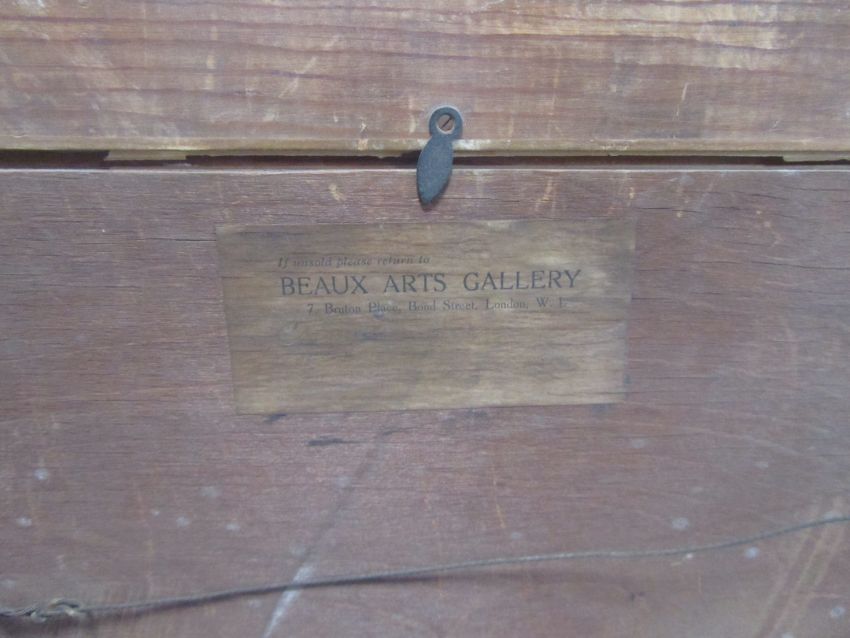 If unsold please return to
BEAUX ARTS GALLERY
7, Bruton Place, Bond Street, London, W. 1.